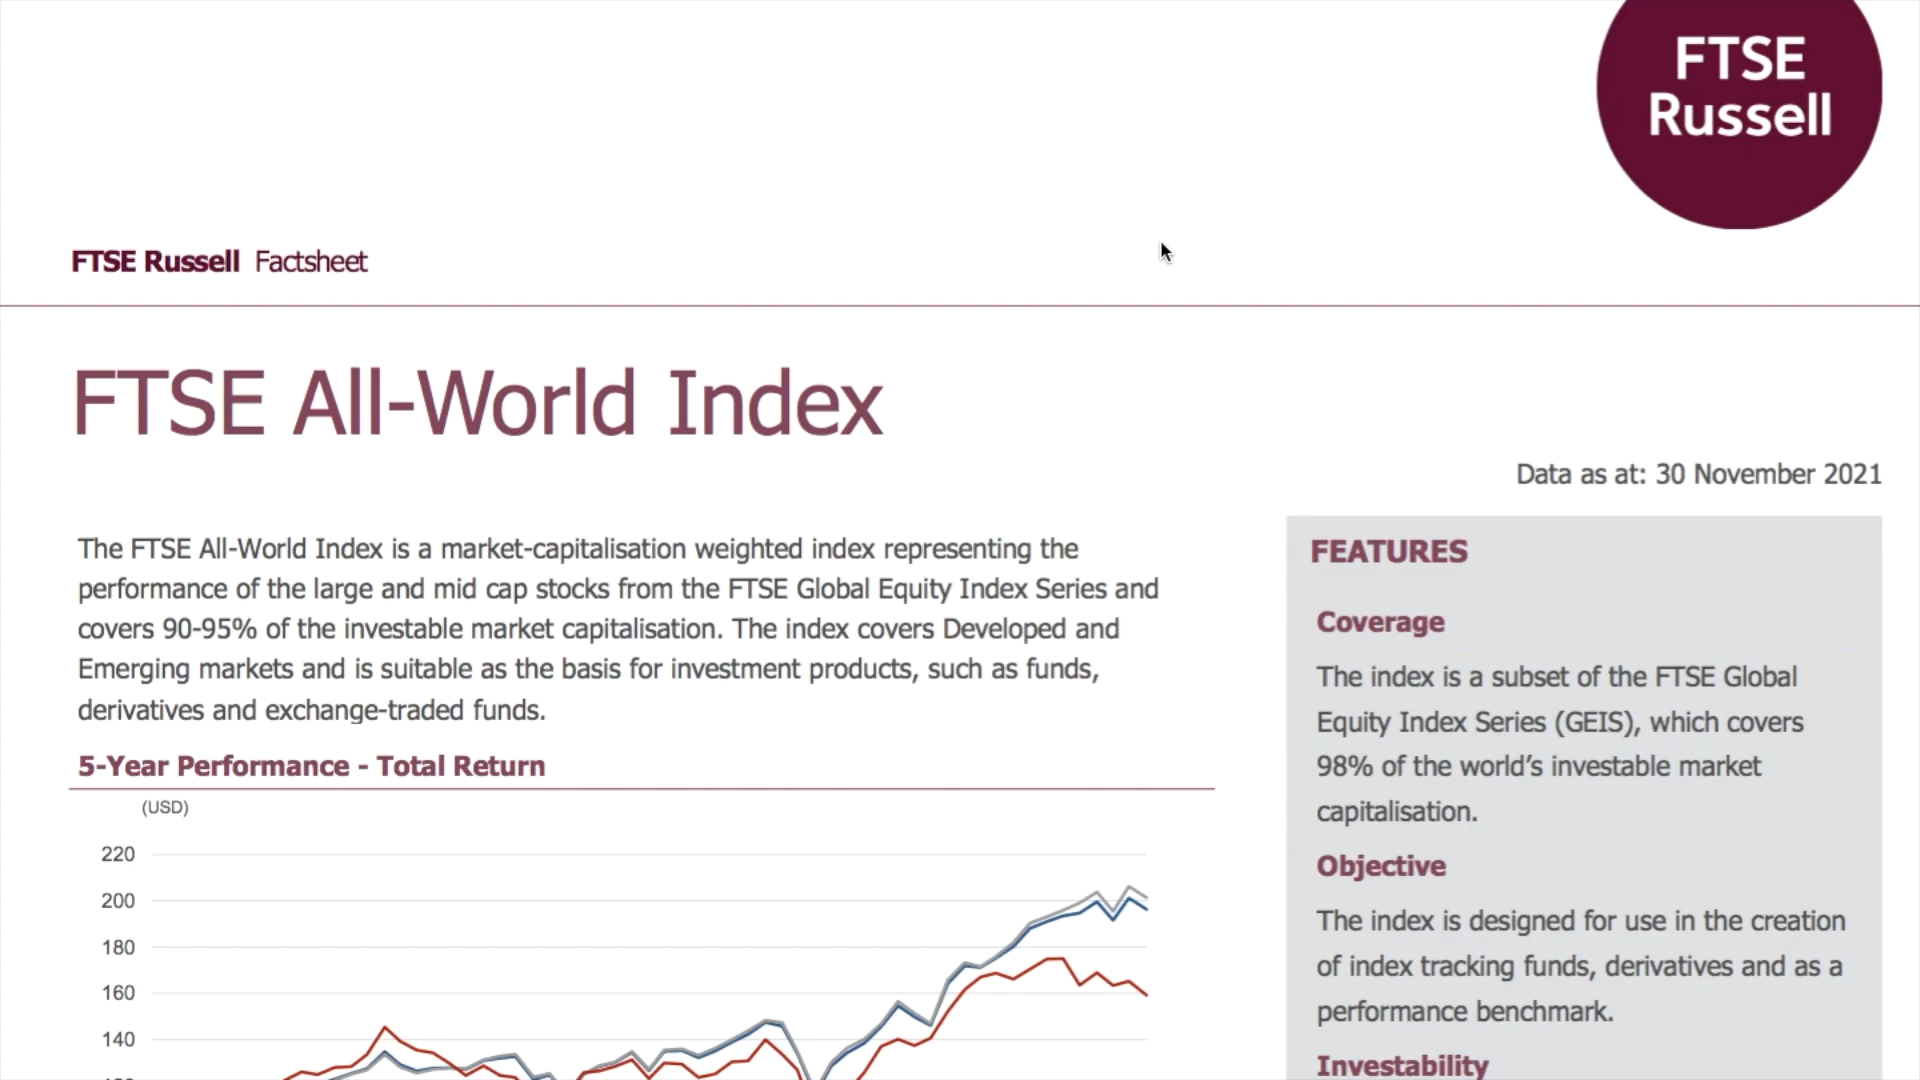 FTSE
Russell
FTSE Russell Factsheet
FTSE All-World Index
Data as at: 30 November 2021
The FTSE All-World Index is a market-capitalisation weighted index representing the
performance of the large and mid cap stocks from the FTSE Global Equity Index Series and
covers 90-95% of the investable market capitalisation. The index covers Developed and
Emerging markets and is suitable as the basis for investment products, such as funds,
derivatives and exchange-traded funds.
5-Year Performance - Total Return
(USD)
220
200
180
160
140
FEATURES
Coverage
The index is a subset of the FTSE Global
Equity Index Series (GEIS), which covers
98% of the world’s investable market
capitalisation.
Objective
The index is designed for use in the creation
of index tracking funds, derivatives and as a
performance benchmark.
Investability